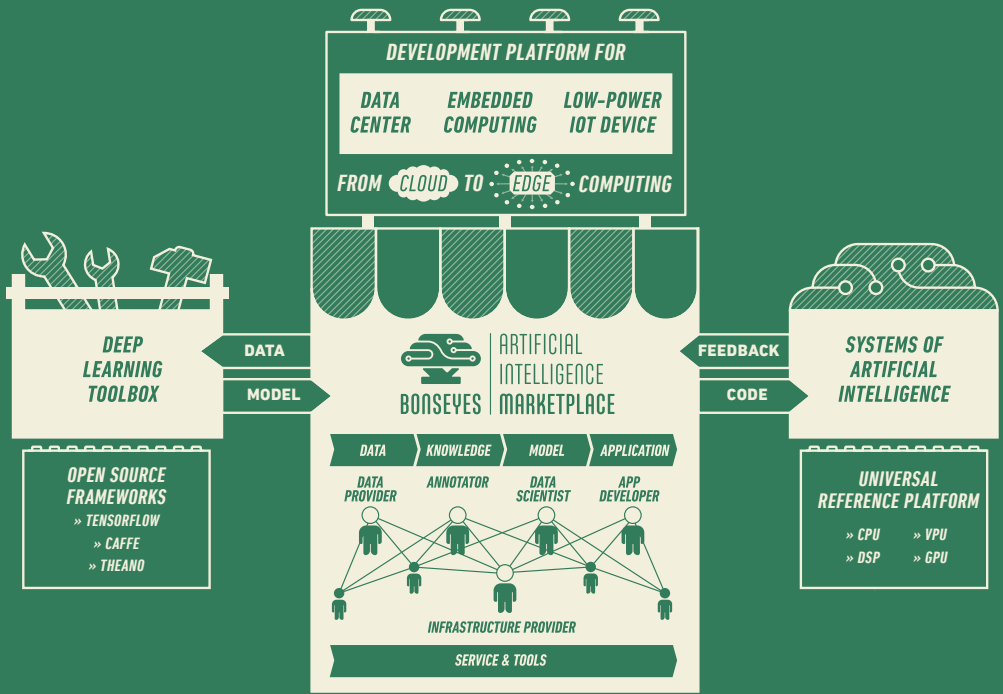 DEVELOPMENT PLATFORM FOR
DATA
CENTER
EMBEDDED
COMPUTING
LOW-POWER
IOT DEVICE
FROM CLOUD TO EDGE COMPUTING
DEEP
LEARNING
TOOLBOX
DATA
MODEL
OPEN SOURCE
FRAMEWORKS
» TENSORFLOW
» CAFFE
» THEANO
BONSEYES
ARTIFICIAL
INTELLIGENCE
MARKETPLACE
DATA
KNOWLEDGE
MODEL
APPLICATION
DATA
PROVIDER
ANNOTATOR
DATA
SCIENTIST
APP
DEVELOPER
INFRASTRUCTURE PROVIDER
SERVICE & TOOLS
FEEDBACK
CODE
SYSTEMS OF
ARTIFICIAL
INTELLIGENCE
UNIVERSAL
REFERENCE PLATFORM
» CPU » VPU
» DSP » GPU